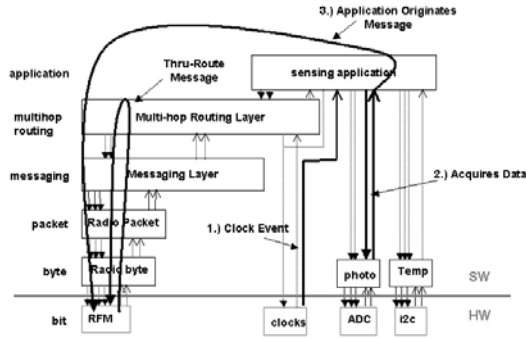 3.) Application Originates
Message
application
sensing application
Thru-Route
Message
multihop
routing
Multi-hop Routing Layer
messaging
Messaging Layer
2.) Acquires Data
packet
Radio Packet
1.) Clock Event
byte
Radio byte
photo
Temp
SW
bit
RFM
clocks
ADC
i2c
HW